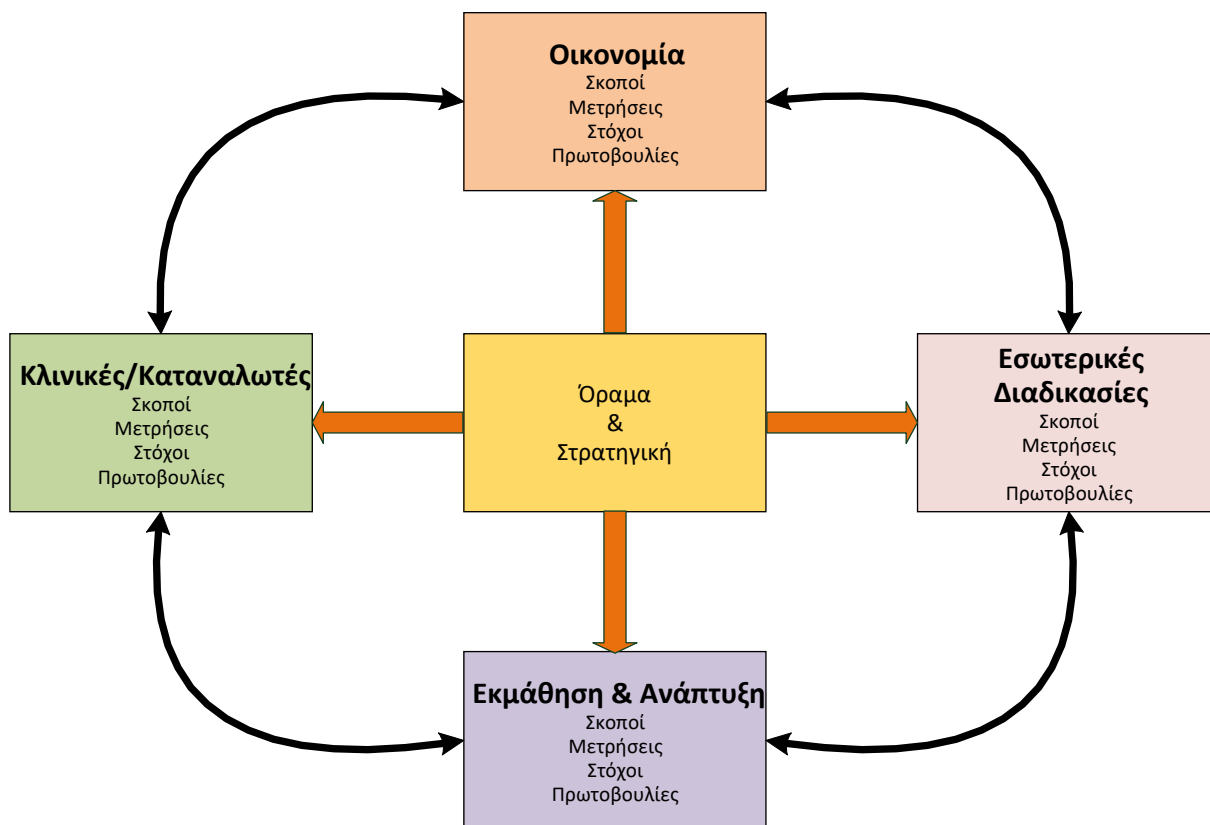 Οικονομία
Σκοποί
Μετρήσεις
Στόχοι
Πρωτοβουλίες
Κλινικές/Καταναλωτές
Σκοποί
Μετρήσεις
Στόχοι
Πρωτοβουλίες
Όραμα
&
Στρατηγική
Εσωτερικές
Διαδικασίες
Σκοποί
Μετρήσεις
Στόχοι
Πρωτοβουλίες
Εκμάθηση & Ανάπτυξη
Σκοποί
Μετρήσεις
Στόχοι
Πρωτοβουλίες